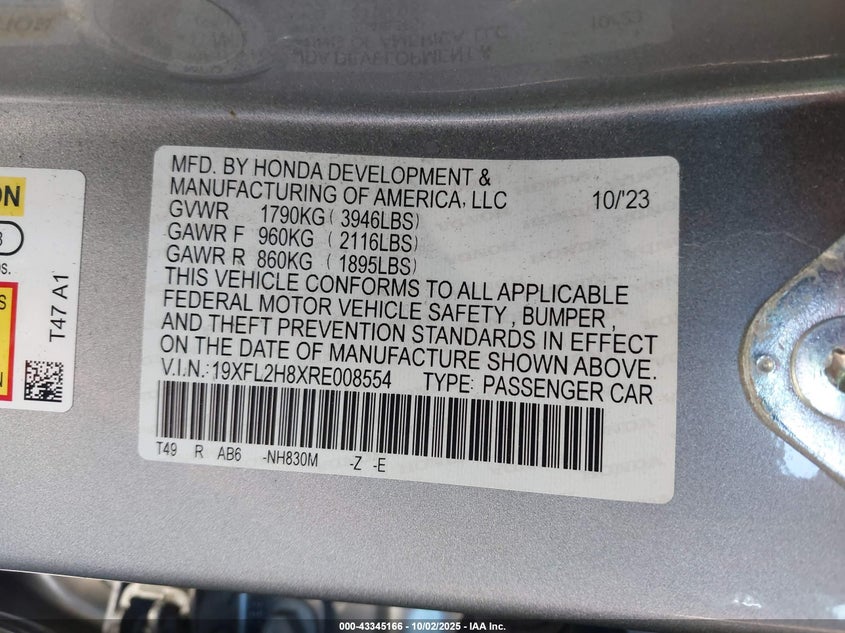 MFD. BY HONDA DEVELOPMENT &
MANUFACTURING OF AMERICA, LLC 10/'23
GVWR 1790KG ( 3946LBS)
GAWR F 960KG ( 2116LBS)
GAWR R 860KG ( 1895LBS)
THIS VEHICLE CONFORMS TO ALL APPLICABLE
FEDERAL MOTOR VEHICLE SAFETY , BUMPER ,
AND THEFT PREVENTION STANDARDS IN EFFECT
ON THE DATE OF MANUFACTURE SHOWN ABOVE.
V.I.N.:19XFL2H8XRE008554 TYPE: PASSENGER CAR
T49 R AB6 -NH830M -Z -E
T47 A1
000-43345166 - 10/02/2025 - IAA Inc.